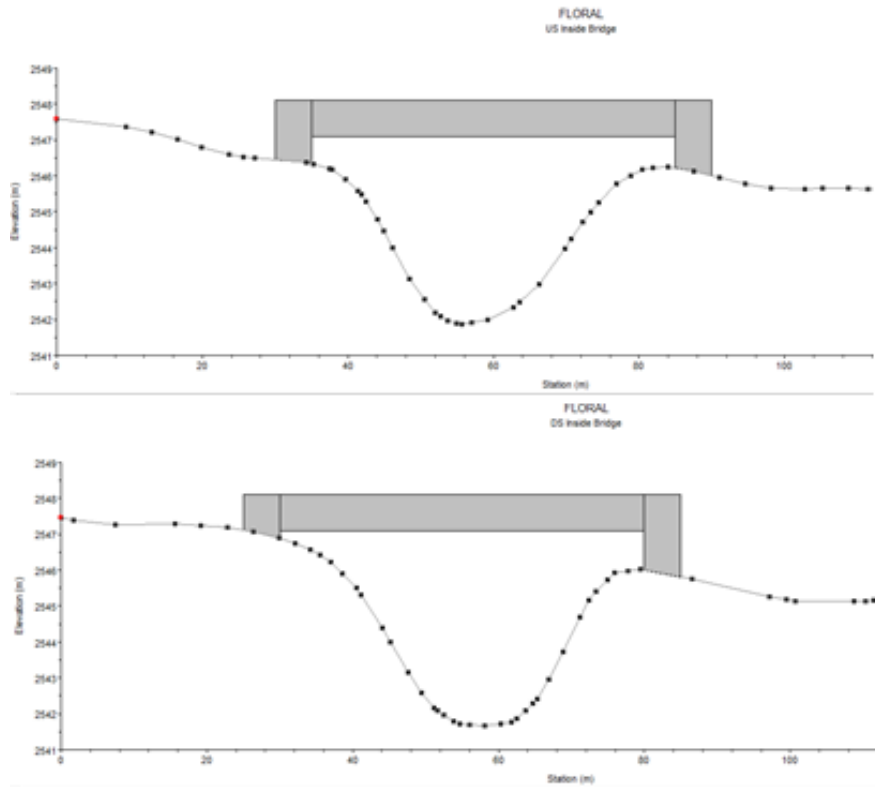 FLORAL
US Inside Bridge
2549
2548
2547
2546
2545
2544
2543
2542
2541
Elevation (m)
0 20 40 60 80 100
Station (m)
FLORAL
DS Inside Bridge
2549
2548
2547
2546
2545
2544
2543
2542
2541
Elevation (m)
0 20 40 60 80 100
Station (m)